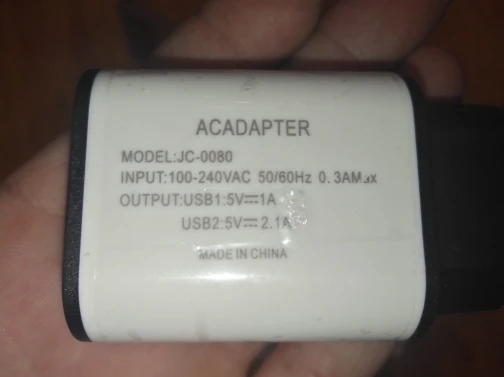 ACADAPTER
MODEL:JC-0080
INPUT:100-240VAC 50/60Hz 0.3AMax
OUTPUT:USB1:5V⎓1A
USB2:5V⎓2.1A
MADE IN CHINA